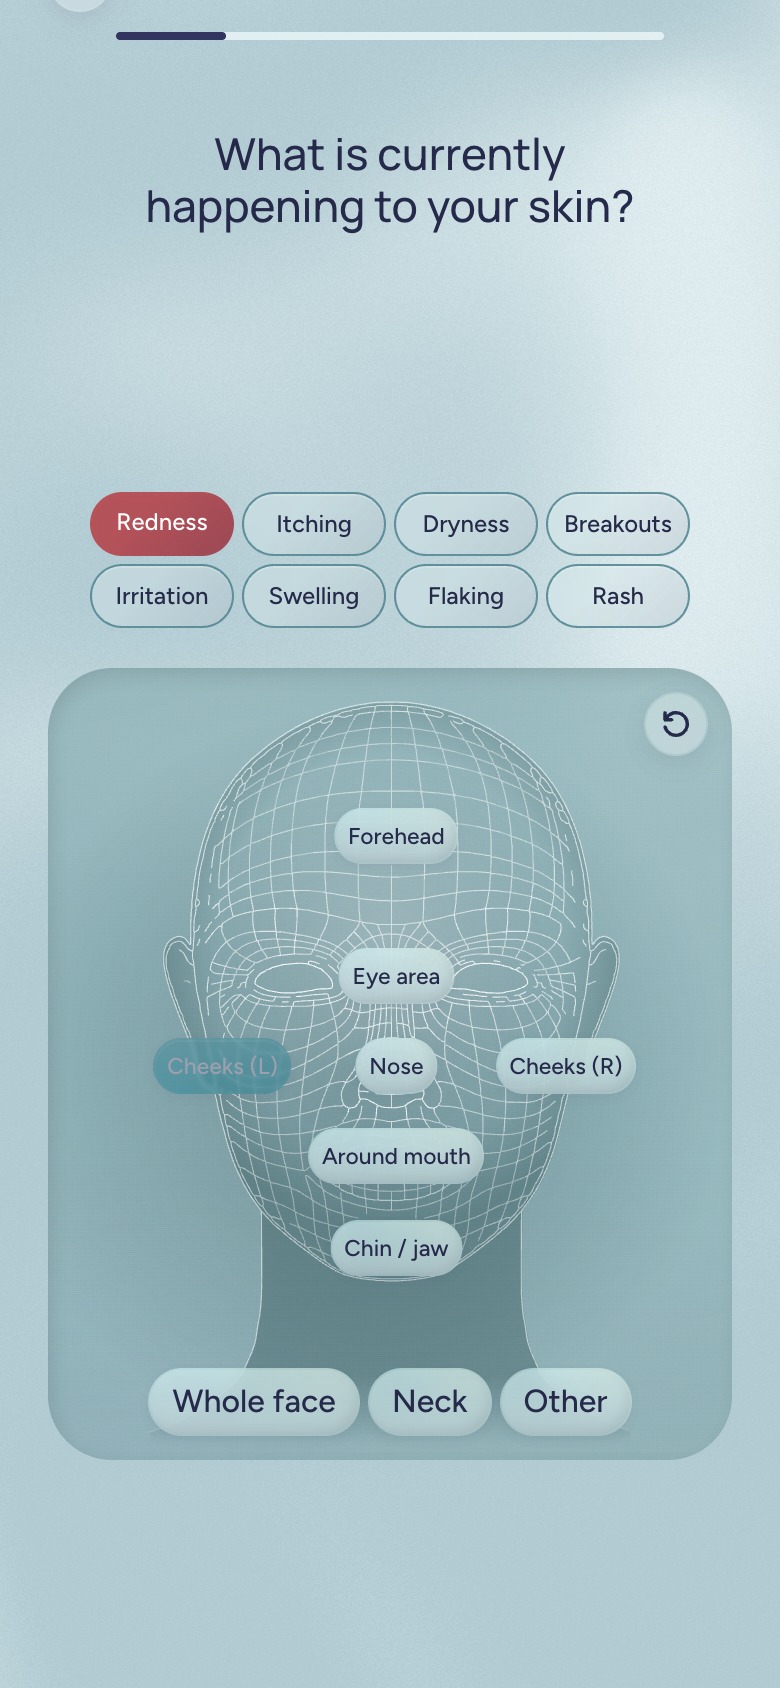 What is currently
happening to your skin?
Redness Itching Dryness Breakouts
Irritation Swelling Flaking Rash
Forehead
Eye area
Cheeks (L) Nose Cheeks (R)
Around mouth
Chin / jaw
Whole face Neck Other